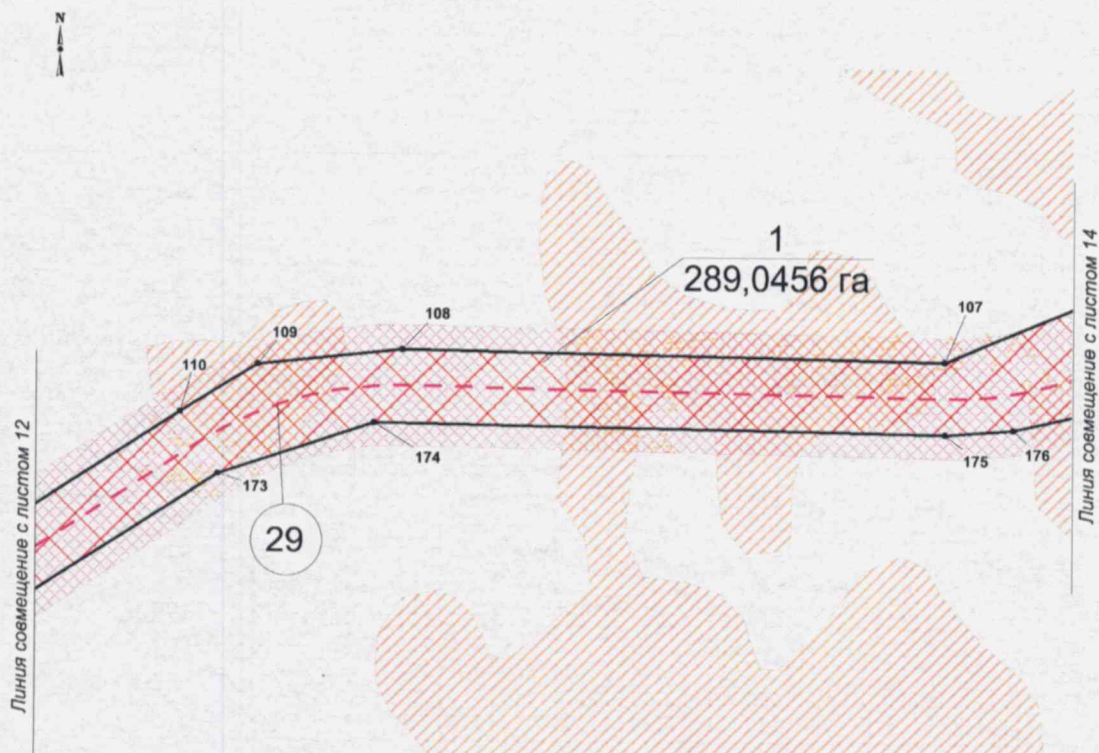 N
1
289,0456 га
107
108
109
110
Линия совмещение с листом 12
Линия совмещение с листом 14
173
174
175
176
29